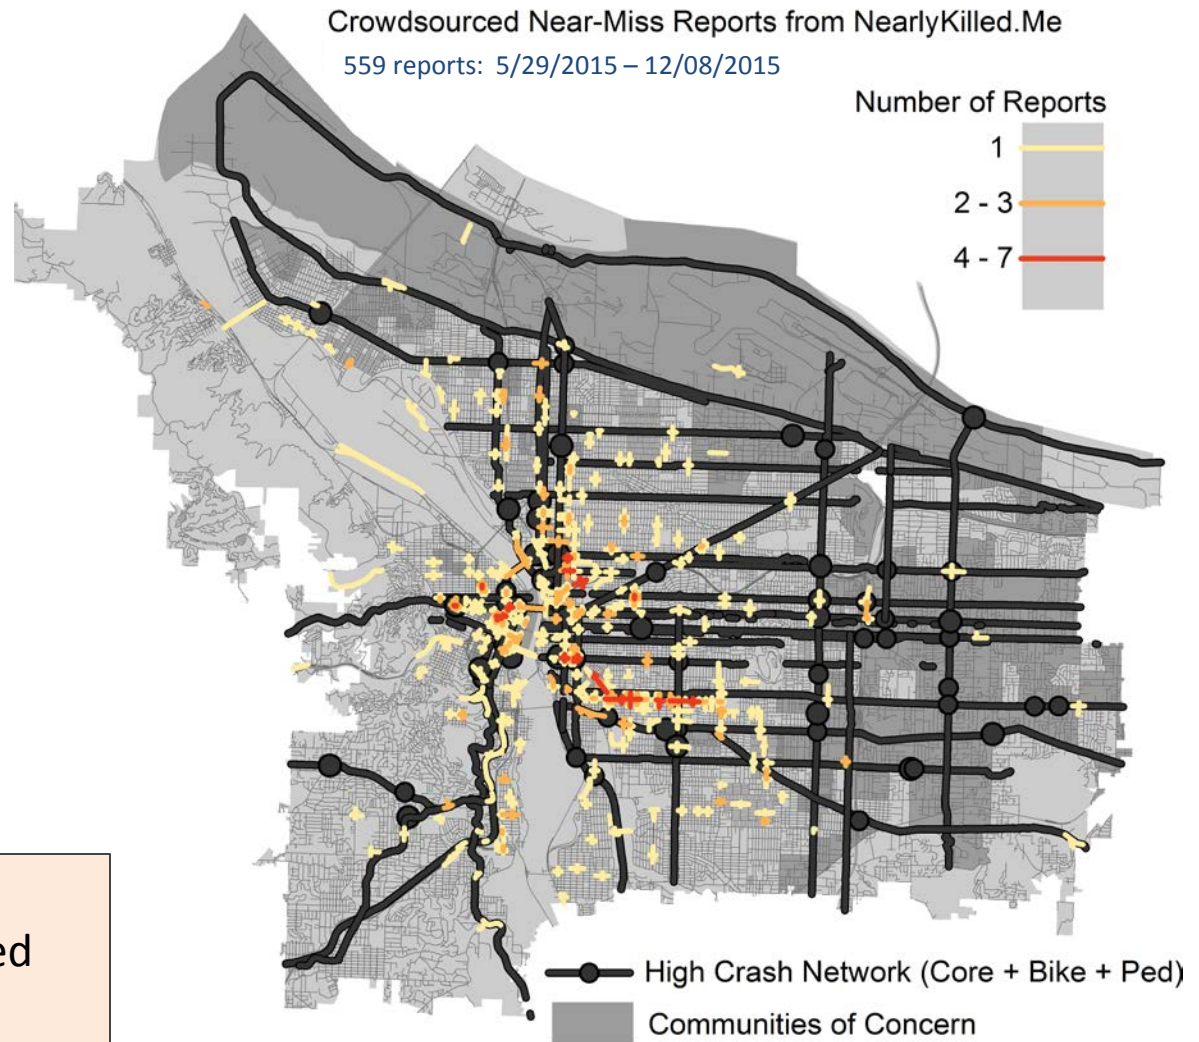 Crowdsourced Near-Miss Reports from NearlyKilled.Me
559 reports: 5/29/2015 – 12/08/2015
Number of Reports
1
2 - 3
4 - 7
ed
High Crash Network (Core + Bike + Ped)
Communities of Concern